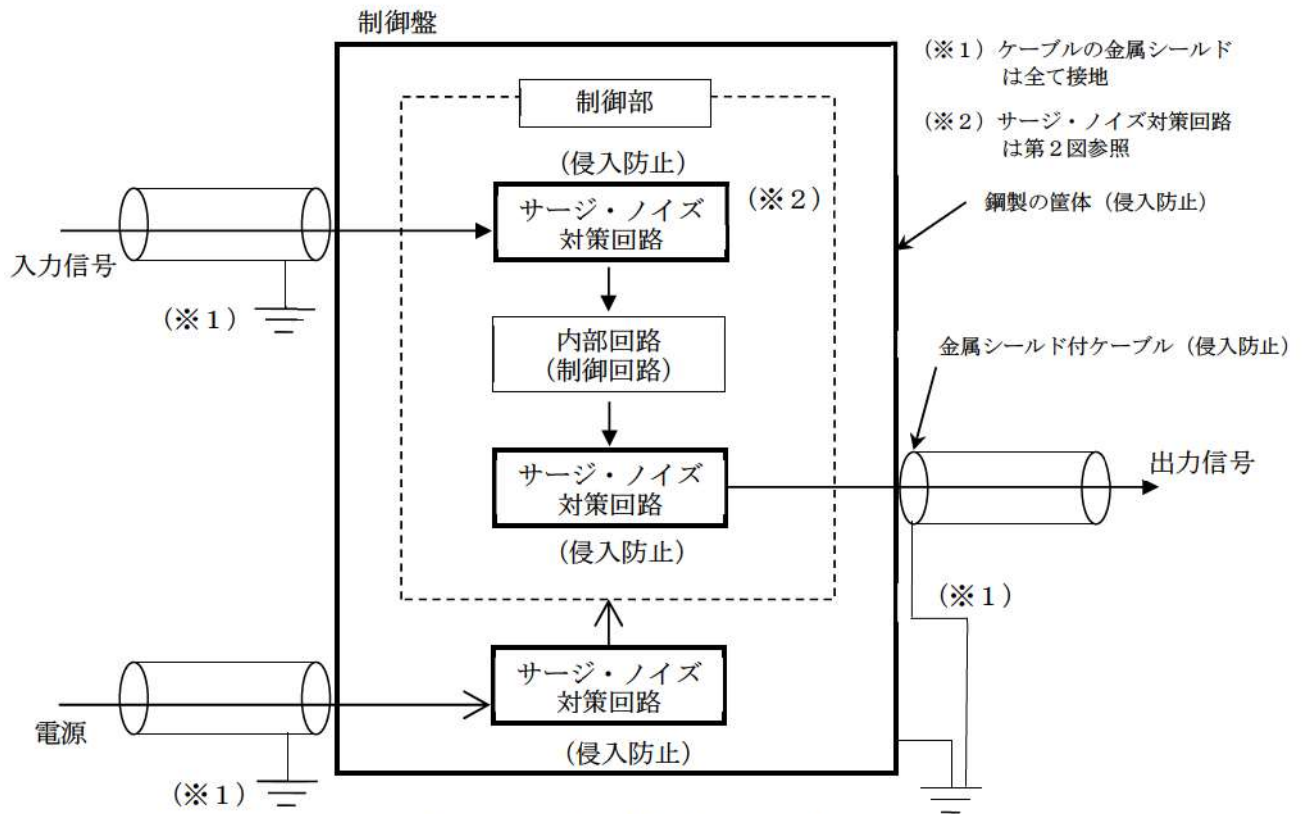 制御盤
(※1) ケーブルの金属シールド
は全て接地
(※2) サージ・ノイズ対策回路
は第2図参照
制御部
(侵入防止)
サージ・ノイズ
対策回路
(※2)
鋼製の筐体 (侵入防止)
入力信号
(※1)
内部回路
(制御回路)
金属シールド付ケーブル (侵入防止)
サージ・ノイズ
対策回路
(侵入防止)
出力信号
(※1)
サージ・ノイズ
対策回路
(侵入防止)
電源
(※1)